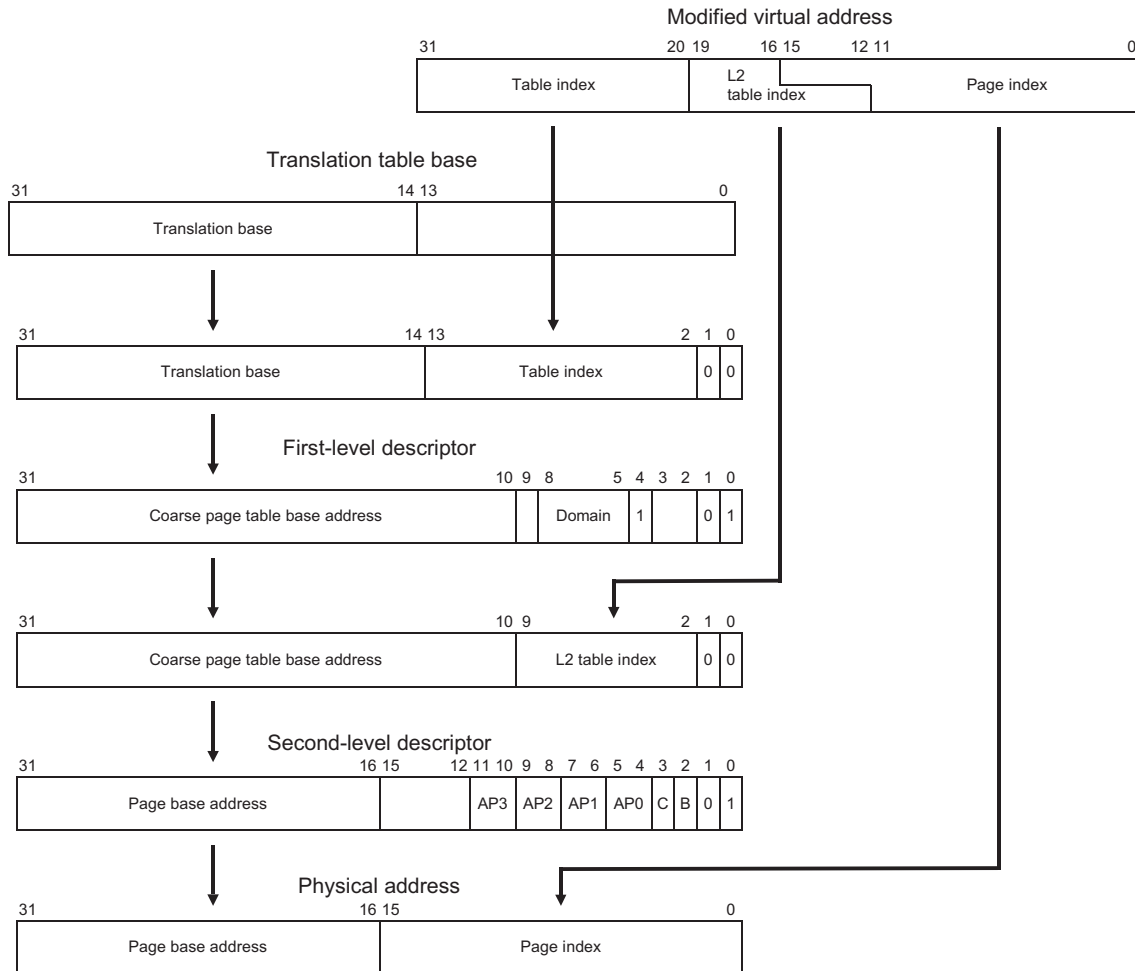 Modified virtual address
31 20 19 16 15 12 11 0
Table index L2 table index Page index
Translation table base
31 14 13 0
Translation base
31 14 13 2 1 0
Translation base Table index 0 0
First-level descriptor
31 10 9 8 5 4 3 2 1 0
Coarse page table base address Domain 1 0 1
31 10 9 2 1 0
Coarse page table base address L2 table index 0 0
Second-level descriptor
31 16 15 12 11 10 9 8 7 6 5 4 3 2 1 0
Page base address AP3 AP2 AP1 AP0 C B 0 1
Physical address
31 16 15 0
Page base address Page index